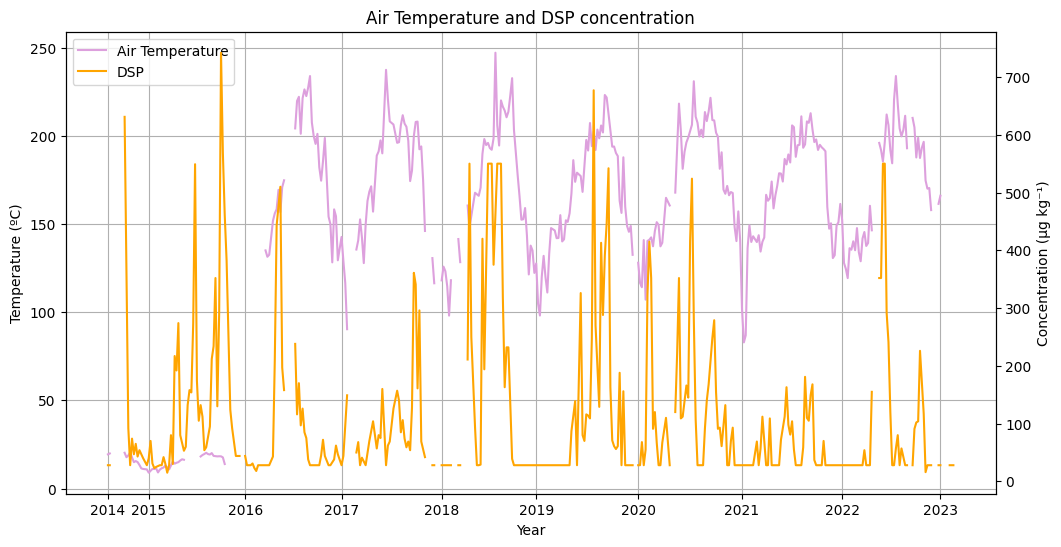 Air Temperature and DSP concentration
Air Temperature
DSP
250
200
150
100
50
0
Temperature (ºC)
700
600
500
400
300
200
100
0
Concentration (µg kg⁻¹)
2014 2015 2016 2017 2018 2019 2020 2021 2022 2023
Year